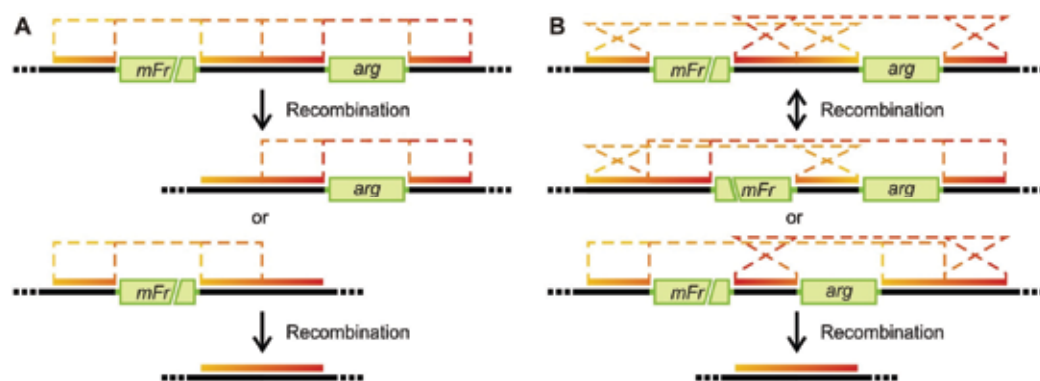 A
mFr
arg
Recombination
arg
or
mFr
Recombination
B
mFr
arg
Recombination
mFr
arg
or
mFr
arg
Recombination